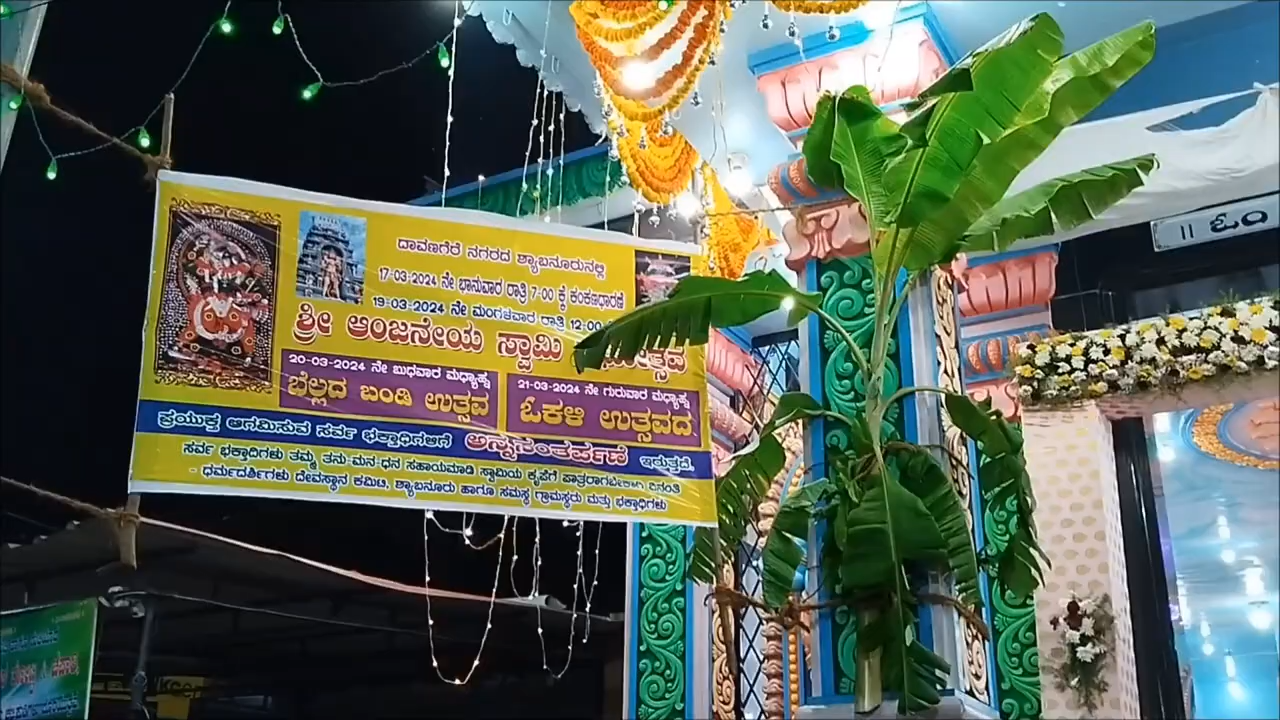 ದಾವಣಗೆರೆ ನಗರದ ಶ್ಯಾಬನೂರುನಲ್ಲಿ
17-03-2024 ನೇ ಭಾನುವಾರ ರಾತ್ರಿ 7-00 ಕ್ಕೆ ಕಂಕಣಧಾರಣೆ
19-03-2024 ನೇ ಮಂಗಳವಾರ ರಾತ್ರಿ 12-00
ಶ್ರೀ ಆಂಜನೇಯ ಸ್ವಾಮಿ
20-03-2024 ನೇ ಬುಧವಾರ ಮಧ್ಯಾಹ್ನ
ಬೆಲ್ಲದ ಬಂಡಿ ಉತ್ಸವ
21-03-2024 ನೇ ಗುರುವಾರ ಮಧ್ಯಾಹ್ನ
ಓಕಳಿ ಉತ್ಸವದ
ಪ್ರಯುಕ್ತ ಆಗಮಿಸುವ ಸರ್ವ ಭಕ್ತಾಧಿಗಳಿಗೆ ಅನ್ನಸಂತರ್ಪಣೆ ಇರುತ್ತದೆ.
ಸರ್ವ ಭಕ್ತಾದಿಗಳು ತಮ್ಮ ತನು-ಮನ-ಧನ ಸಹಾಯಮಾಡಿ ಸ್ವಾಮಿಯ ಕೃಪೆಗೆ ಪಾತ್ರರಾಗಬೇಕಾಗಿ ವಿನಂತಿ
- ಧರ್ಮದರ್ಶಿಗಳು ದೇವಸ್ಥಾನ ಕಮಿಟಿ, ಶ್ಯಾಬನೂರು ಹಾಗೂ ಸಮಸ್ಥ ಗ್ರಾಮಸ್ಥರು ಮತ್ತು ಭಕ್ತಾಧಿಗಳು
|| ಓಂ